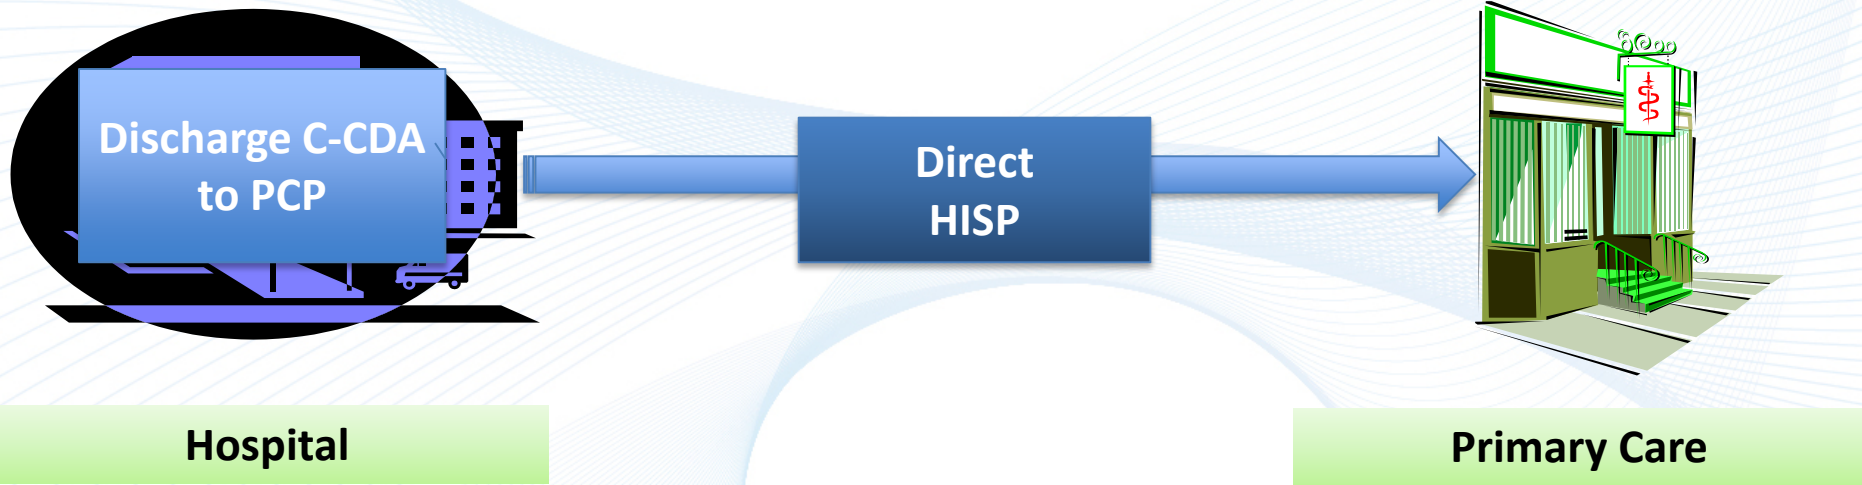 Discharge C-CDA
to PCP
Direct
HISP
Hospital
Primary Care